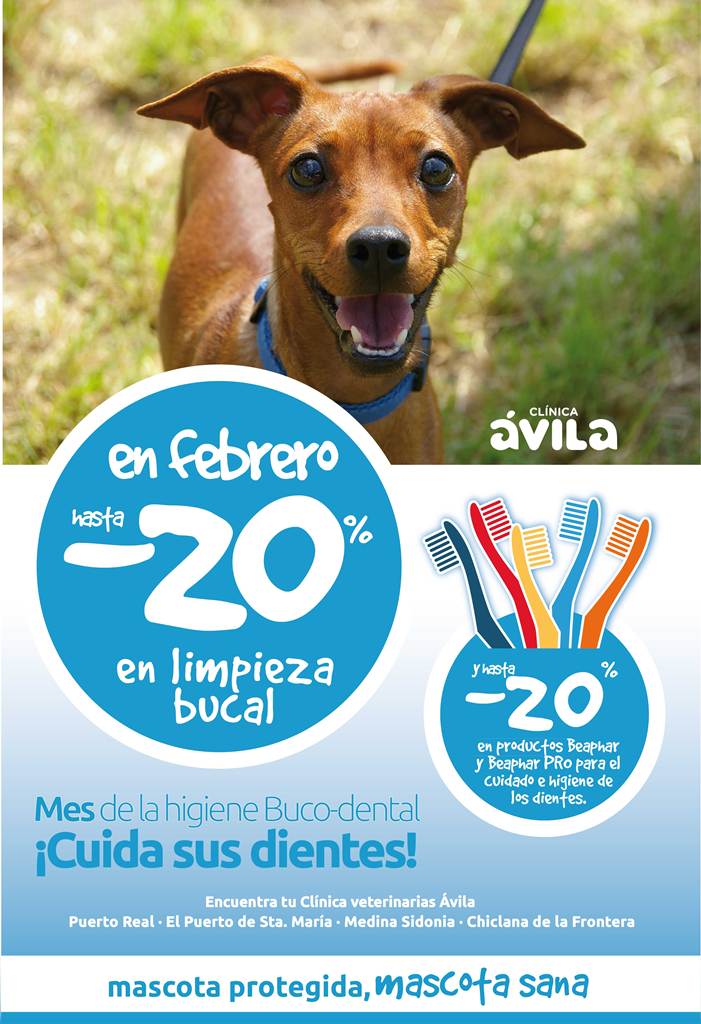 CLÍNICA
ávila
en febrero
hasta
-20%
en limpieza
bucal
y hasta
-20%
en productos Beaphar
y Beaphar PRO para el
cuidado e higiene de
los dientes.
Mes de la higiene Buco-dental
¡Cuida sus dientes!
Encuentra tu Clínica veterinarias Ávila
Puerto Real · El Puerto de Sta. María · Medina Sidonia · Chiclana de la Frontera
mascota protegida, mascota sana